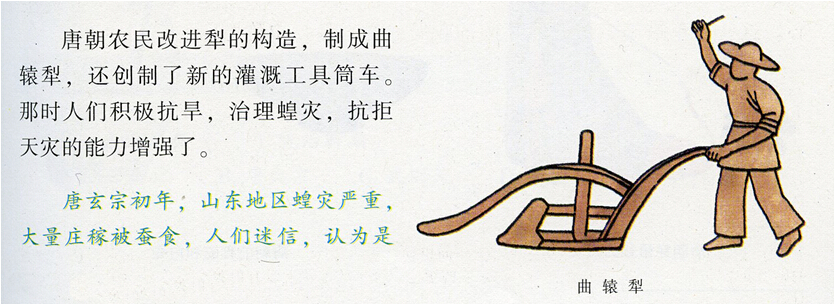 唐朝农民改进犁的构造，制成曲
辕犁，还创制了新的灌溉工具筒车。
那时人们积极抗旱，治理蝗灾，抗拒
天灾的能力增强了。
唐玄宗初年，山东地区蝗灾严重，
大量庄稼被蚕食，人们迷信，认为是
曲辕犁